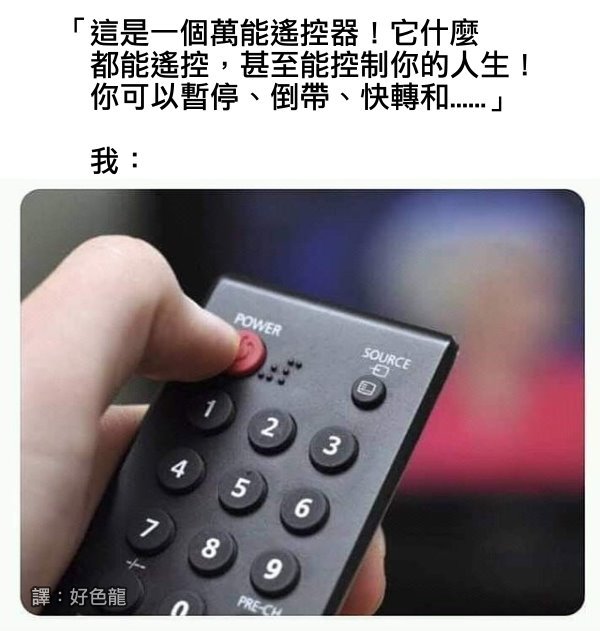 「這是一個萬能遙控器！它什麼
都能遙控，甚至能控制你的人生！
你可以暫停、倒帶、快轉和......」
我：
POWER
SOURCE
1 2 3
4 5 6
7 8 9
-/--
0
PRE-CH
譯：好色龍